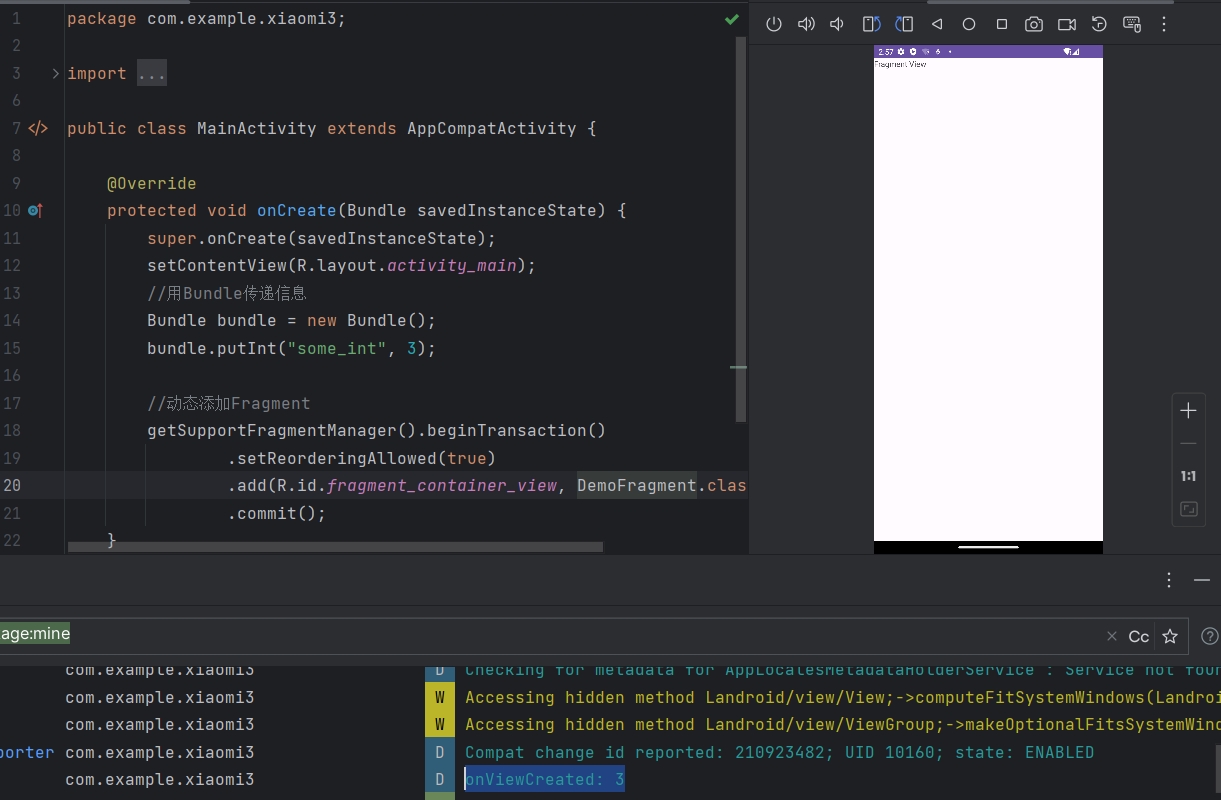 1 package com.example.xiaomi3;
2
3 import ...
6
7 </> public class MainActivity extends AppCompatActivity {
8
9 @Override
10 protected void onCreate(Bundle savedInstanceState) {
11 super.onCreate(savedInstanceState);
12 setContentView(R.layout.activity_main);
13 //用Bundle传递信息
14 Bundle bundle = new Bundle();
15 bundle.putInt("some_int", 3);
16
17 //动态添加Fragment
18 getSupportFragmentManager().beginTransaction()
19 .setReorderingAllowed(true)
20 .add(R.id.fragment_container_view, DemoFragment.clas
21 .commit();
22 }
2:57
Fragment View
1:1
age:mine
Cc
?
com.example.xiaomi3 D Checking for metadata for AppLocalesMetadataHolderService : Service not foun
com.example.xiaomi3 W Accessing hidden method Landroid/view/View;->computeFitSystemWindows(Landroi
com.example.xiaomi3 W Accessing hidden method Landroid/view/ViewGroup;->makeOptionalFitsSystemWind
porter com.example.xiaomi3 D Compat change id reported: 210923482; UID 10160; state: ENABLED
com.example.xiaomi3 D onViewCreated: 3